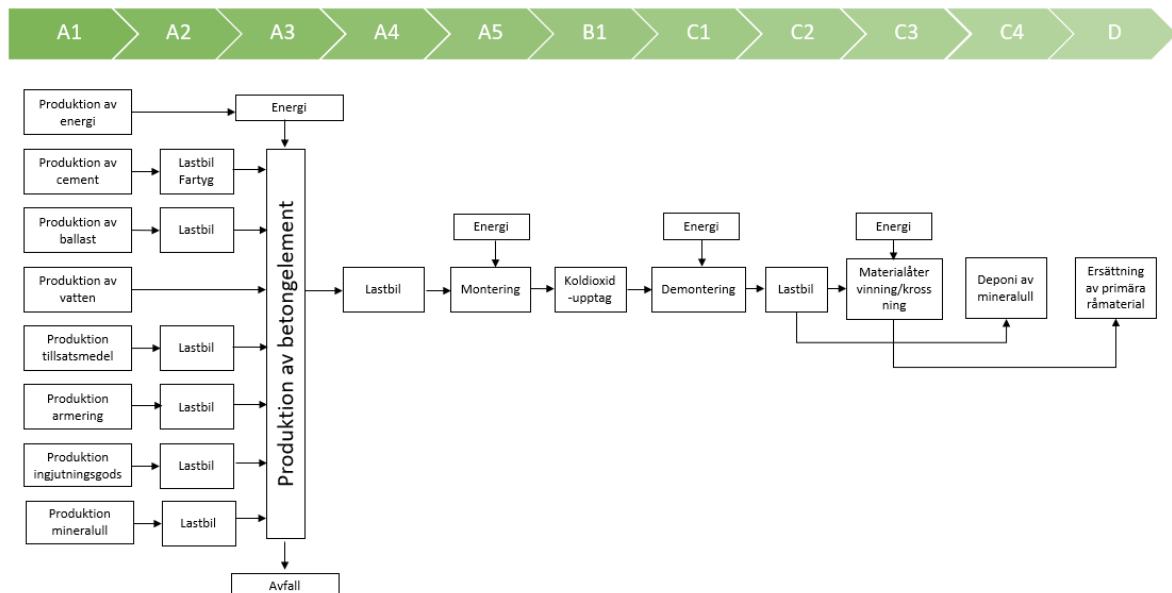 A1
A2
A3
A4
A5
B1
C1
C2
C3
C4
D
Produktion av
energi
Energi
Produktion av
cement
Lastbil
Fartyg
Produktion av
ballast
Lastbil
Produktion av
vatten
Produktion
tillsatsmedel
Lastbil
Produktion
armering
Lastbil
Produktion
ingjutningsgods
Lastbil
Produktion
mineralull
Lastbil
Produktion av betongelement
Avfall
Lastbil
Energi
Montering
Koldioxid
-upptag
Energi
Demontering
Lastbil
Energi
Materialåter
vinning/kross
ning
Deponi av
mineralull
Ersättning
av primära
råmaterial